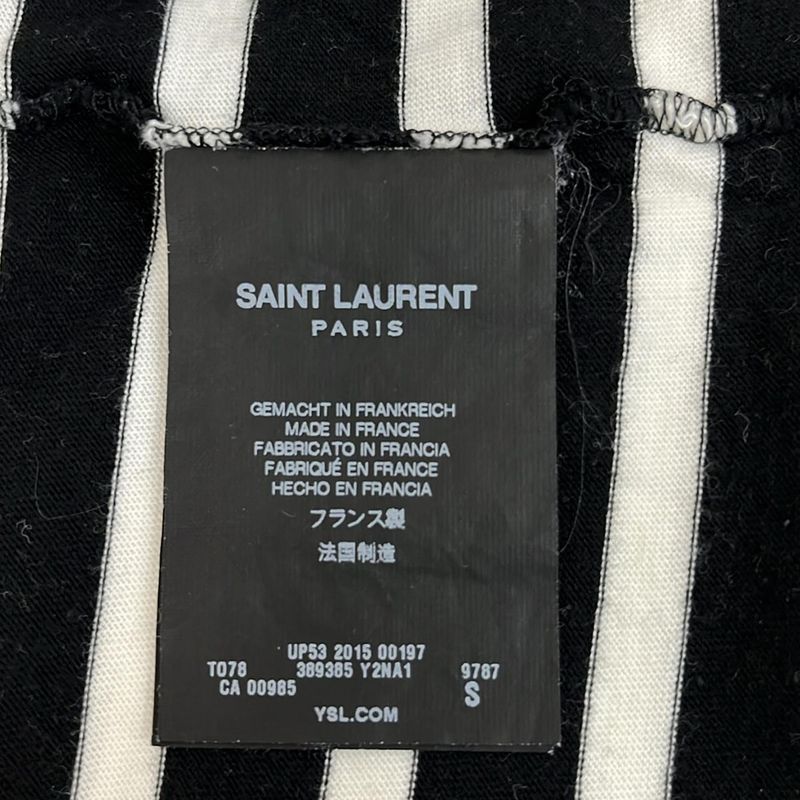 SAINT LAURENT
PARIS
GEMACHT IN FRANKREICH
MADE IN FRANCE
FABBRICATO IN FRANCIA
FABRIQUÉ EN FRANCE
HECHO EN FRANCIA
フランス製
法国制造
UP53 2015 00197
T078 389385 Y2NA1 9787
CA 00985 S
YSL.COM